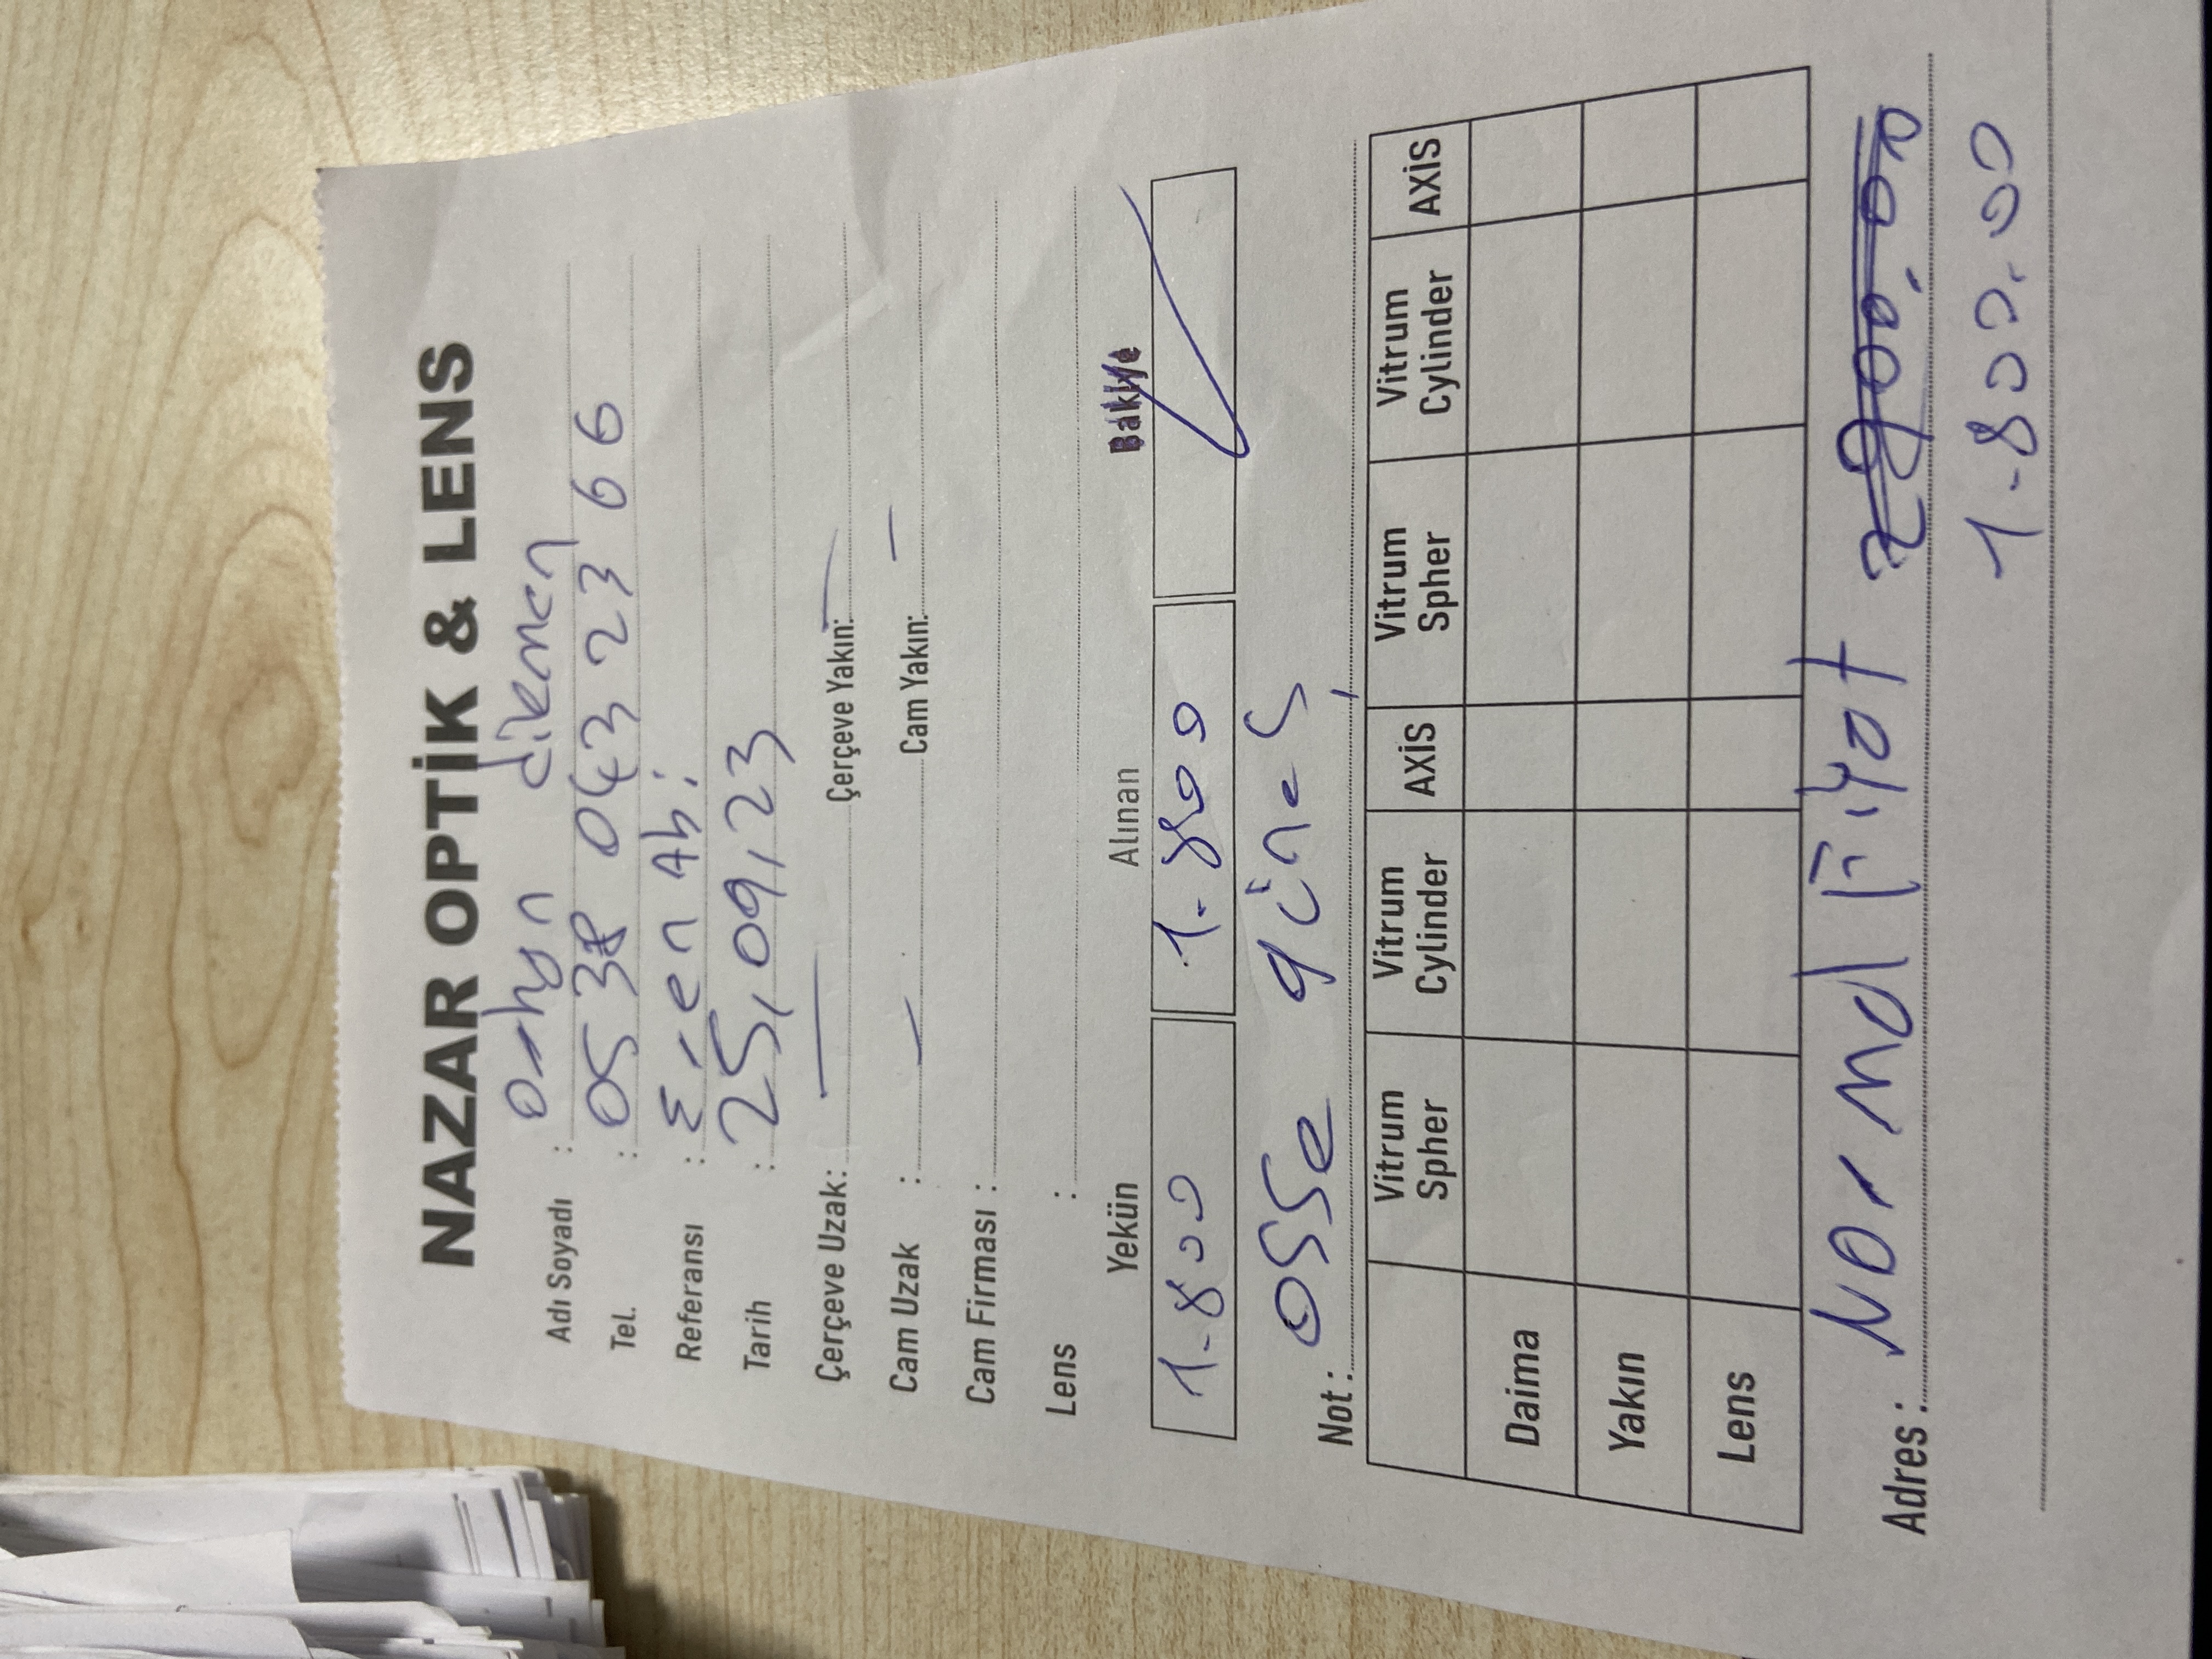 NAZAR OPTİK & LENS
Adı Soyadı : Orhan dikmen
Tel. : 0538 043 23 66
Referansı : Eren Abi
Tarih : 25,09,23
Çerçeve Uzak: — Çerçeve Yakın: —
Cam Uzak : — Cam Yakın: —
Cam Firması :
Lens :
Yekün Alınan Bakiye
1.800 1.800 ✓
Not : osse güneş
Vitrum Spher Vitrum Cylinder AXİS Vitrum Spher Vitrum Cylinder AXİS
Daima
Yakın
Lens
Adres : Normal Fiyat
1.800.00